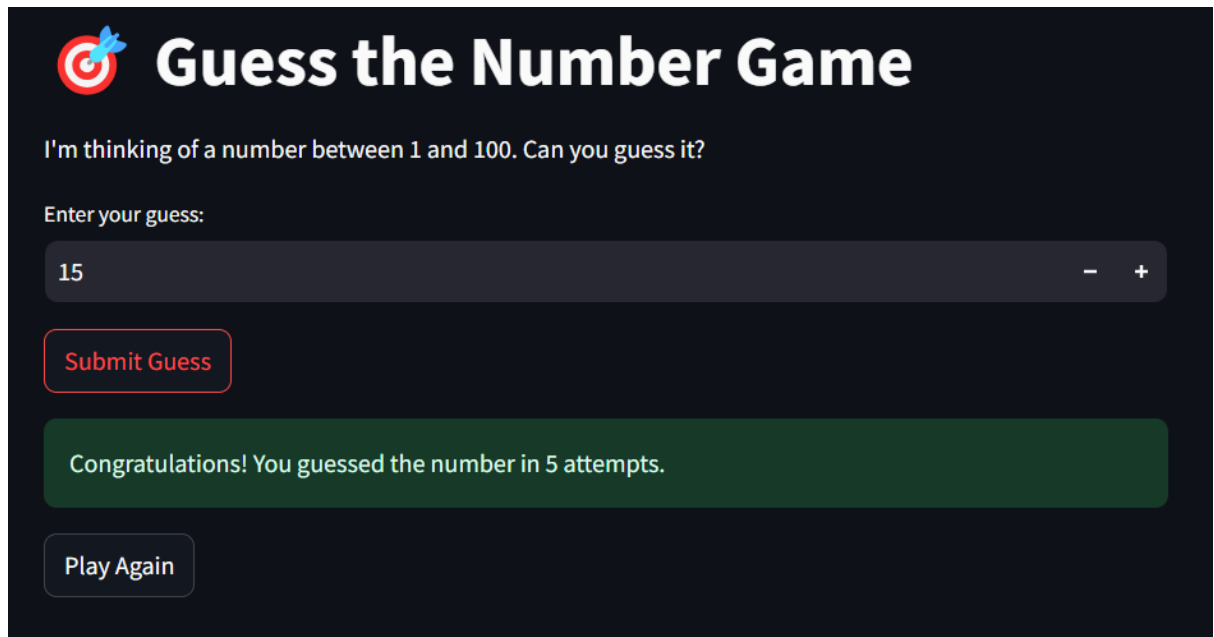 Guess the Number Game
I'm thinking of a number between 1 and 100. Can you guess it?
Enter your guess:
15 − +
Submit Guess
Congratulations! You guessed the number in 5 attempts.
Play Again